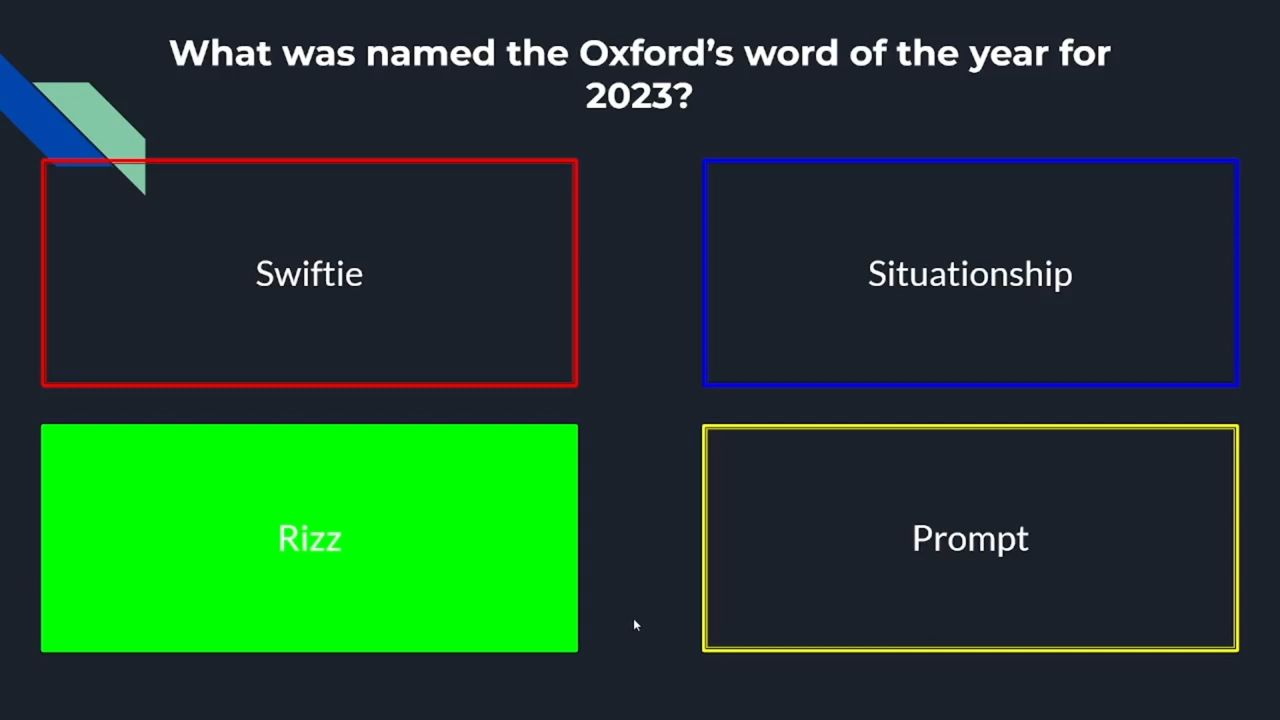 What was named the Oxford’s word of the year for
2023?
Swiftie
Situationship
Rizz
Prompt